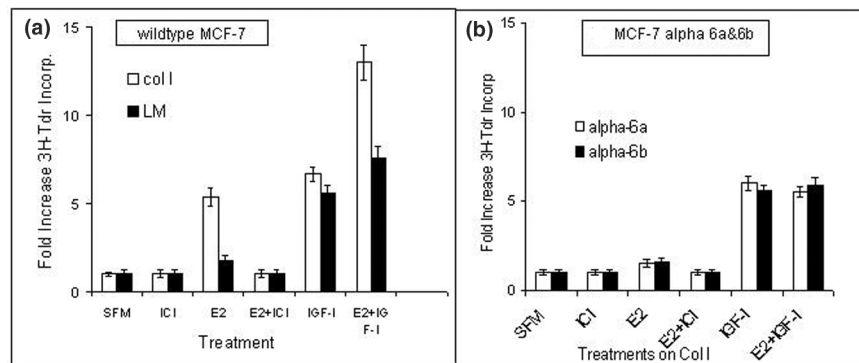 (a)
wildtype MCF-7
col I
LM
Fold Increase 3H-Tdr Incorp.
15
10
5
1
SFM
ICI
E2
E2+ICI
IGF-I
E2+IG
F-I
Treatment
(b)
MCF-7 alpha 6a&6b
alpha-6a
alpha-6b
Fold Increase 3H-Tdr Incorp
15
10
5
1
SFM
ICI
E2
E2+ICI
IGF-I
E2+IGF-I
Treatments on Col I